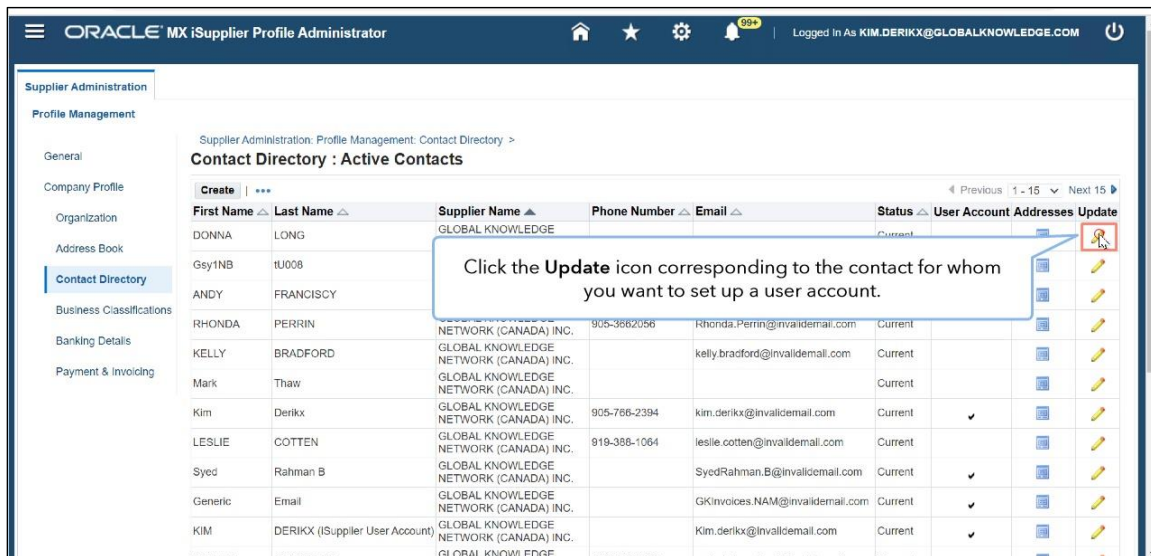 ORACLE MX iSupplier Profile Administrator
99+
Logged In As KIM.DERIKX@GLOBALKNOWLEDGE.COM
Supplier Administration
Profile Management
Supplier Administration: Profile Management: Contact Directory >
Contact Directory : Active Contacts
General
Company Profile
Organization
Address Book
Contact Directory
Business Classifications
Banking Details
Payment & Invoicing
Create | •••
Previous 1 - 15 Next 15
First Name Last Name Supplier Name Phone Number Email Status User Account Addresses Update
DONNA LONG GLOBAL KNOWLEDGE Current
Gsy1NB tU008
ANDY FRANCISCY
Click the Update icon corresponding to the contact for whom
you want to set up a user account.
RHONDA PERRIN NETWORK (CANADA) INC. 905-3662056 Rhonda.Perrin@invalidemail.com Current
KELLY BRADFORD GLOBAL KNOWLEDGE
NETWORK (CANADA) INC. kelly.bradford@invalidemail.com Current
Mark Thaw GLOBAL KNOWLEDGE
NETWORK (CANADA) INC. Current
Kim Derikx GLOBAL KNOWLEDGE
NETWORK (CANADA) INC. 905-766-2394 kim.derikx@invalidemail.com Current
LESLIE COTTEN GLOBAL KNOWLEDGE
NETWORK (CANADA) INC. 919-388-1064 leslie.cotten@invalidemail.com Current
Syed Rahman B GLOBAL KNOWLEDGE
NETWORK (CANADA) INC. SyedRahman.B@invalidemail.com Current
Generic Email GLOBAL KNOWLEDGE
NETWORK (CANADA) INC. GKInvoices.NAM@invalidemail.com Current
KIM DERIKX (ISupplier User Account) GLOBAL KNOWLEDGE
NETWORK (CANADA) INC. Kim.derikx@invalidemail.com Current
GLOBAL KNOWLEDGE